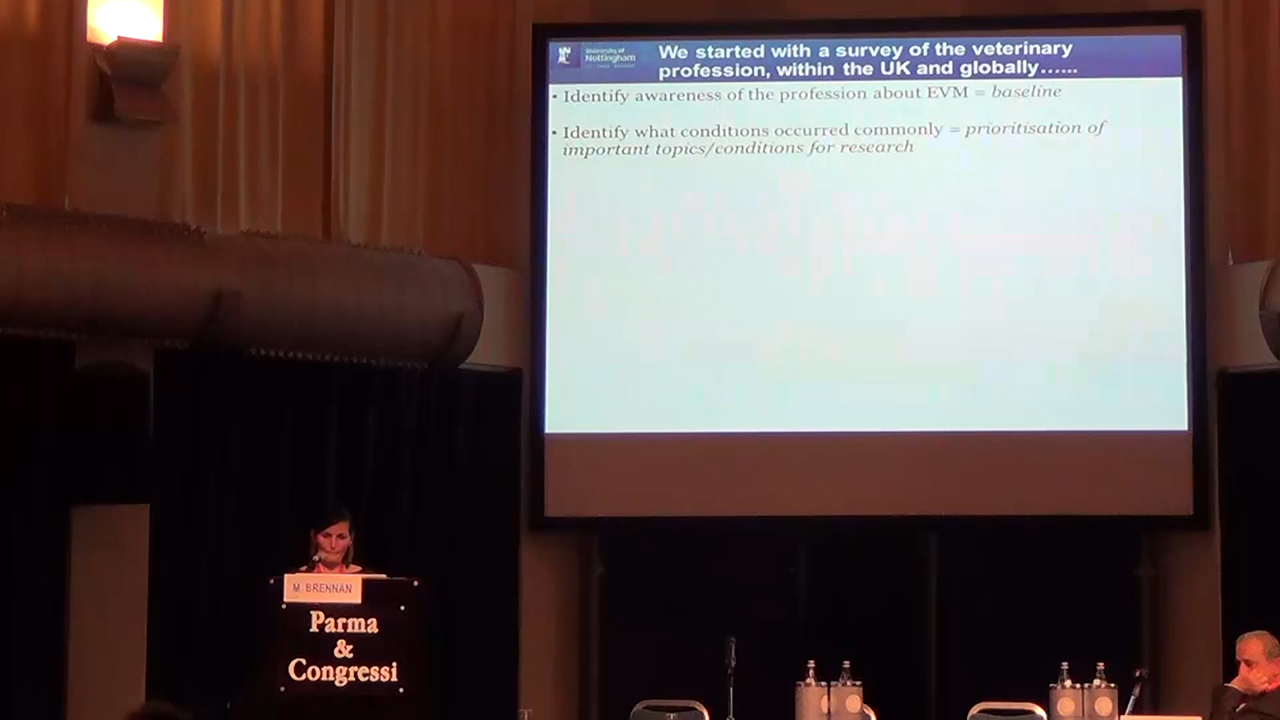 University of
Nottingham
We started with a survey of the veterinary
profession, within the UK and globally......
• Identify awareness of the profession about EVM = baseline
• Identify what conditions occurred commonly = prioritisation of
important topics/conditions for research
M. BRENNAN
Parma
&
Congressi